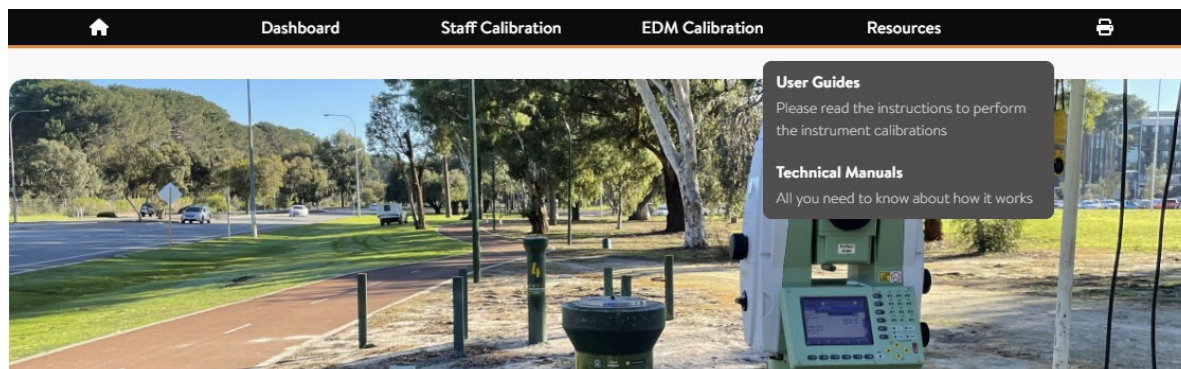 Dashboard
Staff Calibration
EDM Calibration
Resources
User Guides
Please read the instructions to perform
the instrument calibrations
Technical Manuals
All you need to know about how it works
4